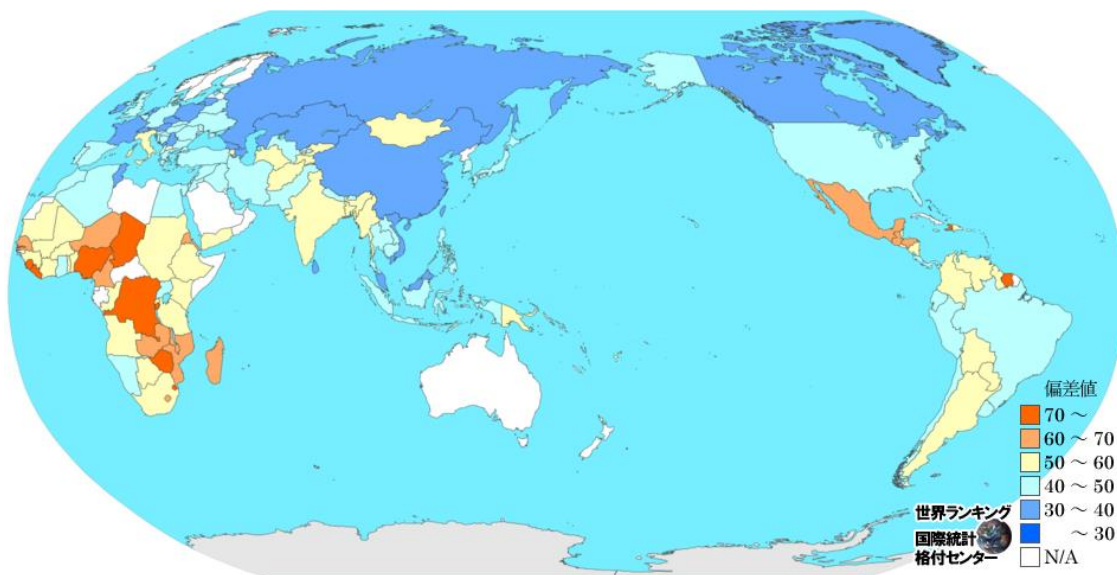 偏差値
70 ～
60 ～ 70
50 ～ 60
40 ～ 50
30 ～ 40
～ 30
N/A
世界ランキング
国際統計
格付センター